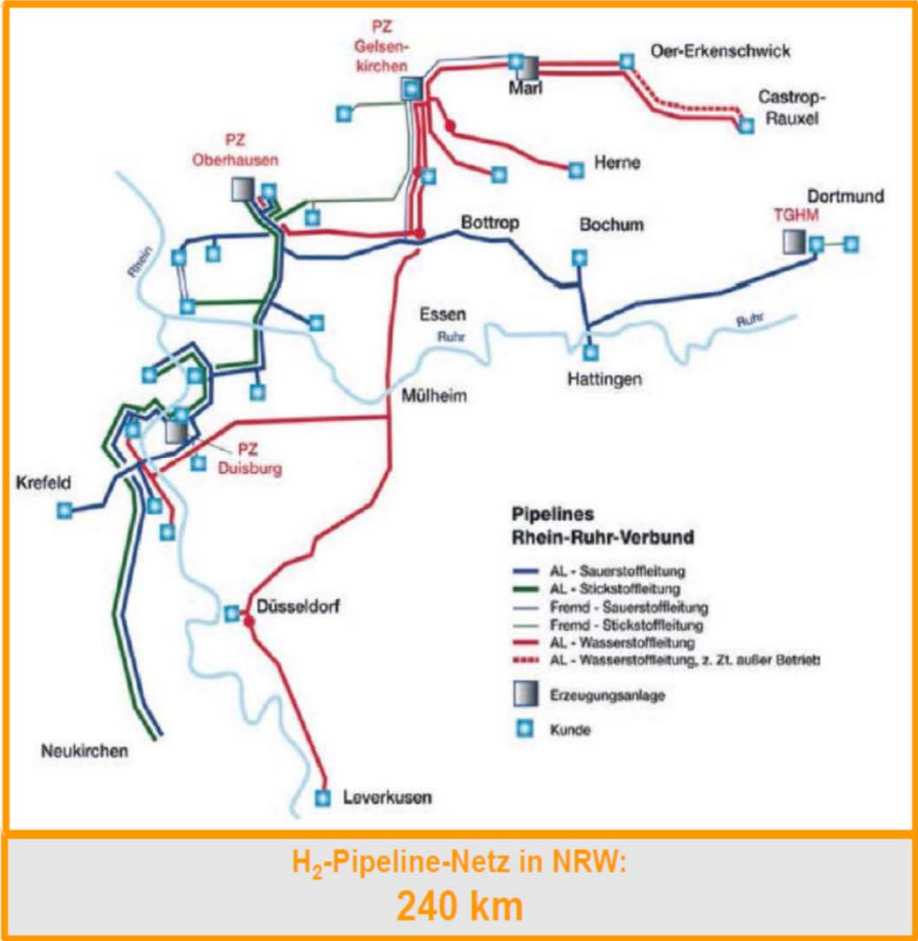 PZ
Gelsen-
kirchen
Oer-Erkenschwick
Marl
Castrop-
Rauxel
PZ
Oberhausen
Herne
Dortmund
TGHM
Bottrop
Bochum
Rhein
Essen
Ruhr
Ruhr
Hattingen
Mülheim
PZ
Duisburg
Krefeld
Pipelines
Rhein-Ruhr-Verbund
AL - Sauerstoffleitung
AL - Stickstoffleitung
Fremd - Sauerstoffleitung
Fremd - Stickstoffleitung
AL - Wasserstoffleitung
AL - Wasserstoffleitung, z. Zt. außer Betrieb
Erzeugungsanlage
Kunde
Düsseldorf
Neukirchen
Leverkusen
H₂-Pipeline-Netz in NRW:
240 km